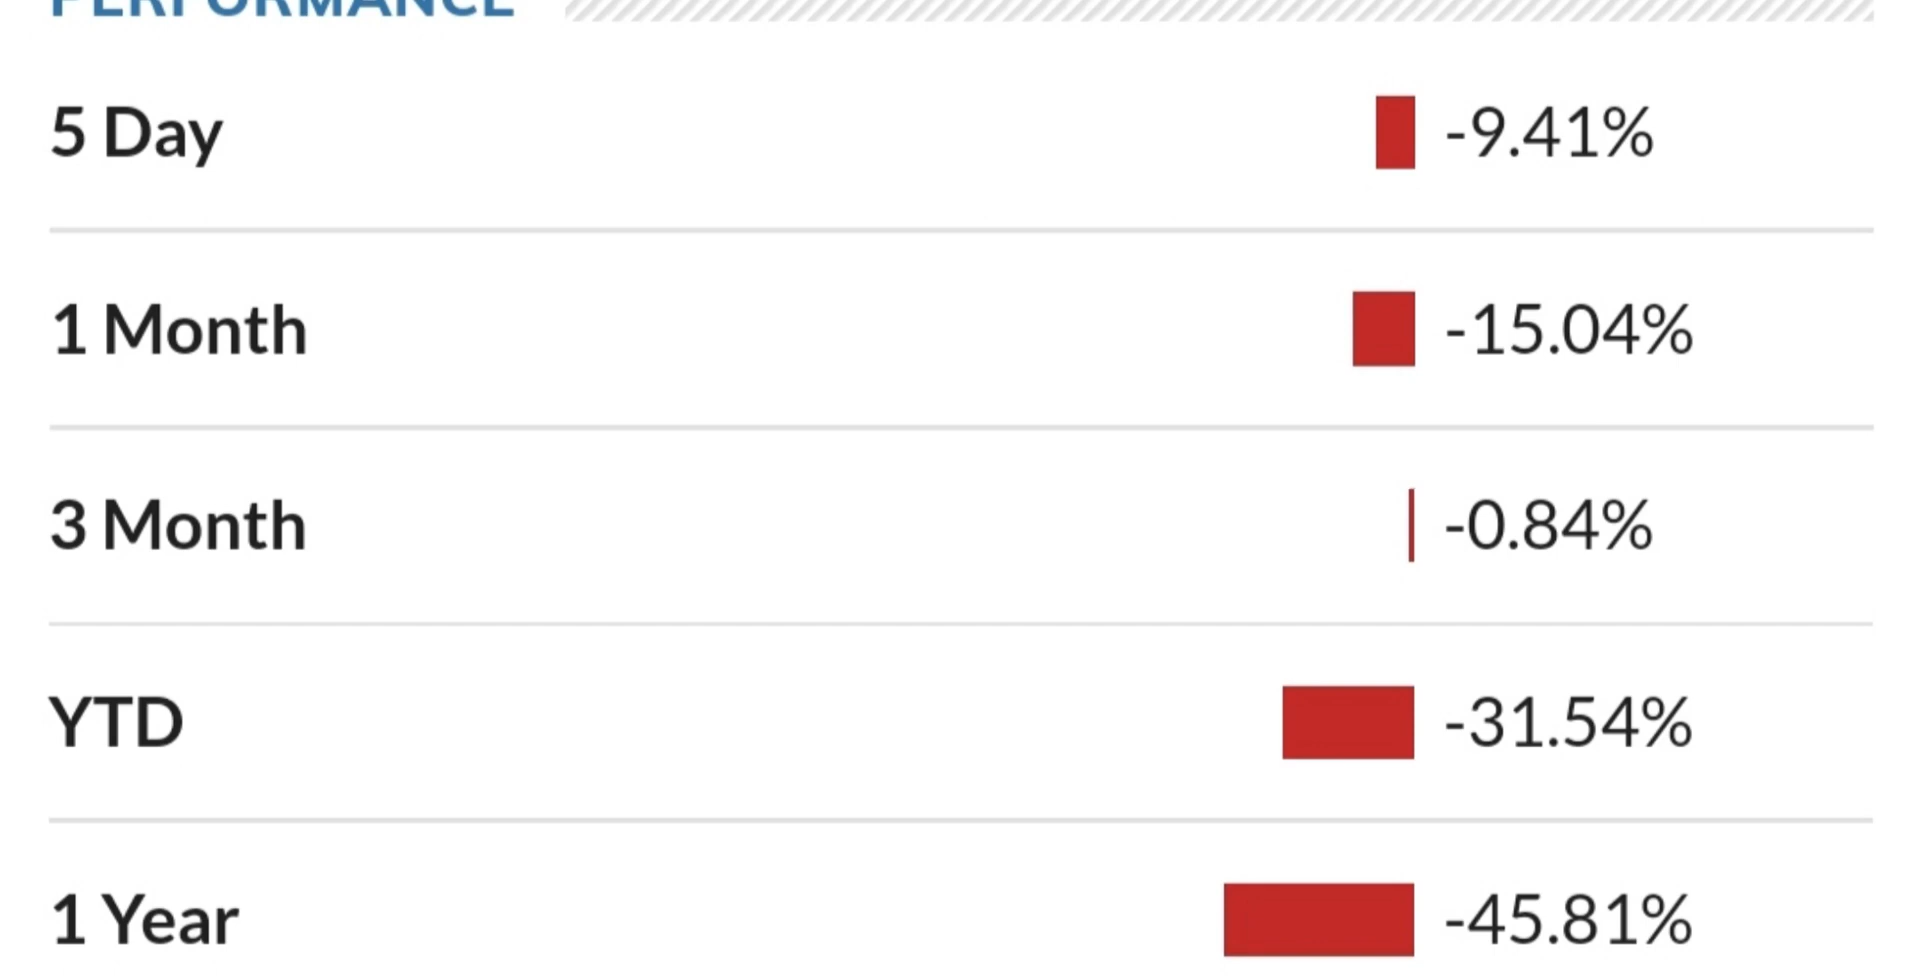 PERFORMANCE
5 Day -9.41%
1 Month -15.04%
3 Month -0.84%
YTD -31.54%
1 Year -45.81%